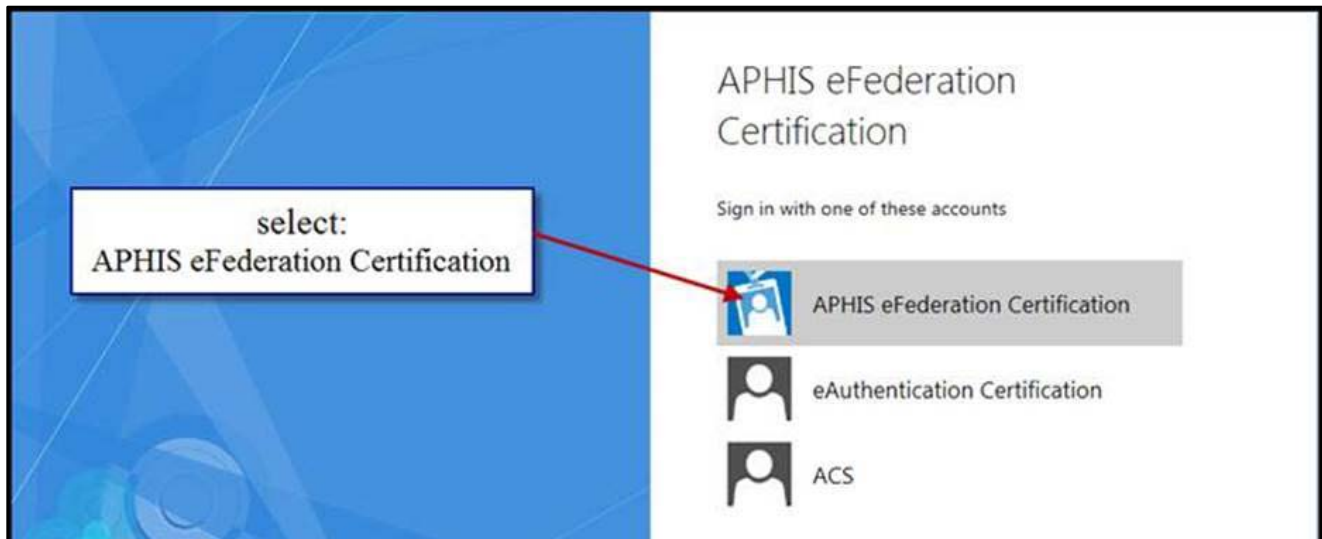 APHIS eFederation
Certification
Sign in with one of these accounts
select:
APHIS eFederation Certification
APHIS eFederation Certification
eAuthentication Certification
ACS